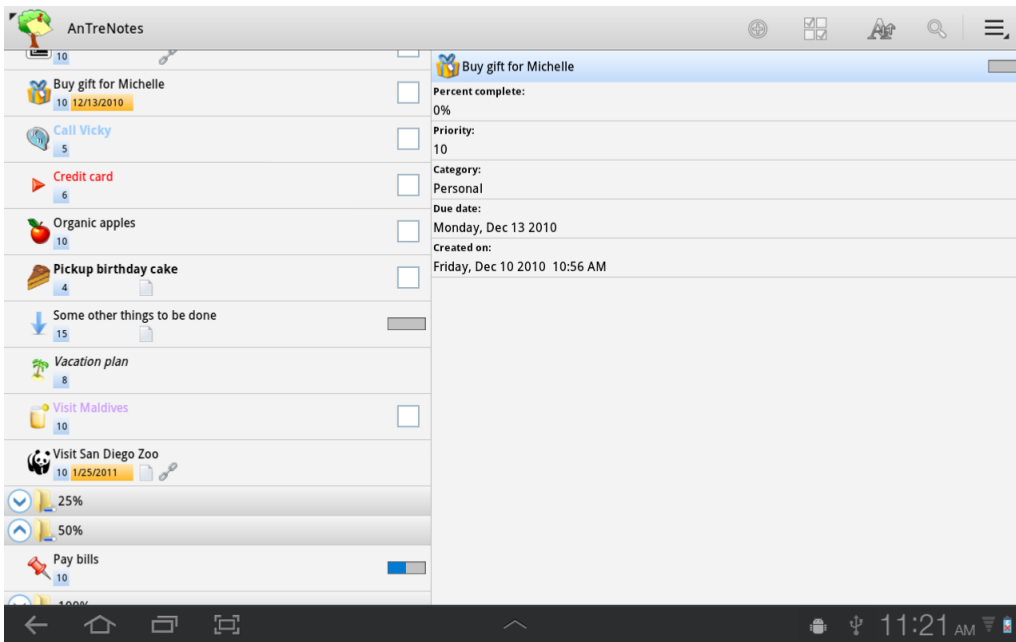 AnTreNotes
10
Buy gift for Michelle
10 12/13/2010
Call Vicky
5
Credit card
6
Organic apples
10
Pickup birthday cake
4
Some other things to be done
15
Vacation plan
8
Visit Maldives
10
Visit San Diego Zoo
10 1/25/2011
25%
50%
Pay bills
10
100%
Buy gift for Michelle
Percent complete:
0%
Priority:
10
Category:
Personal
Due date:
Monday, Dec 13 2010
Created on:
Friday, Dec 10 2010 10:56 AM
11:21 AM